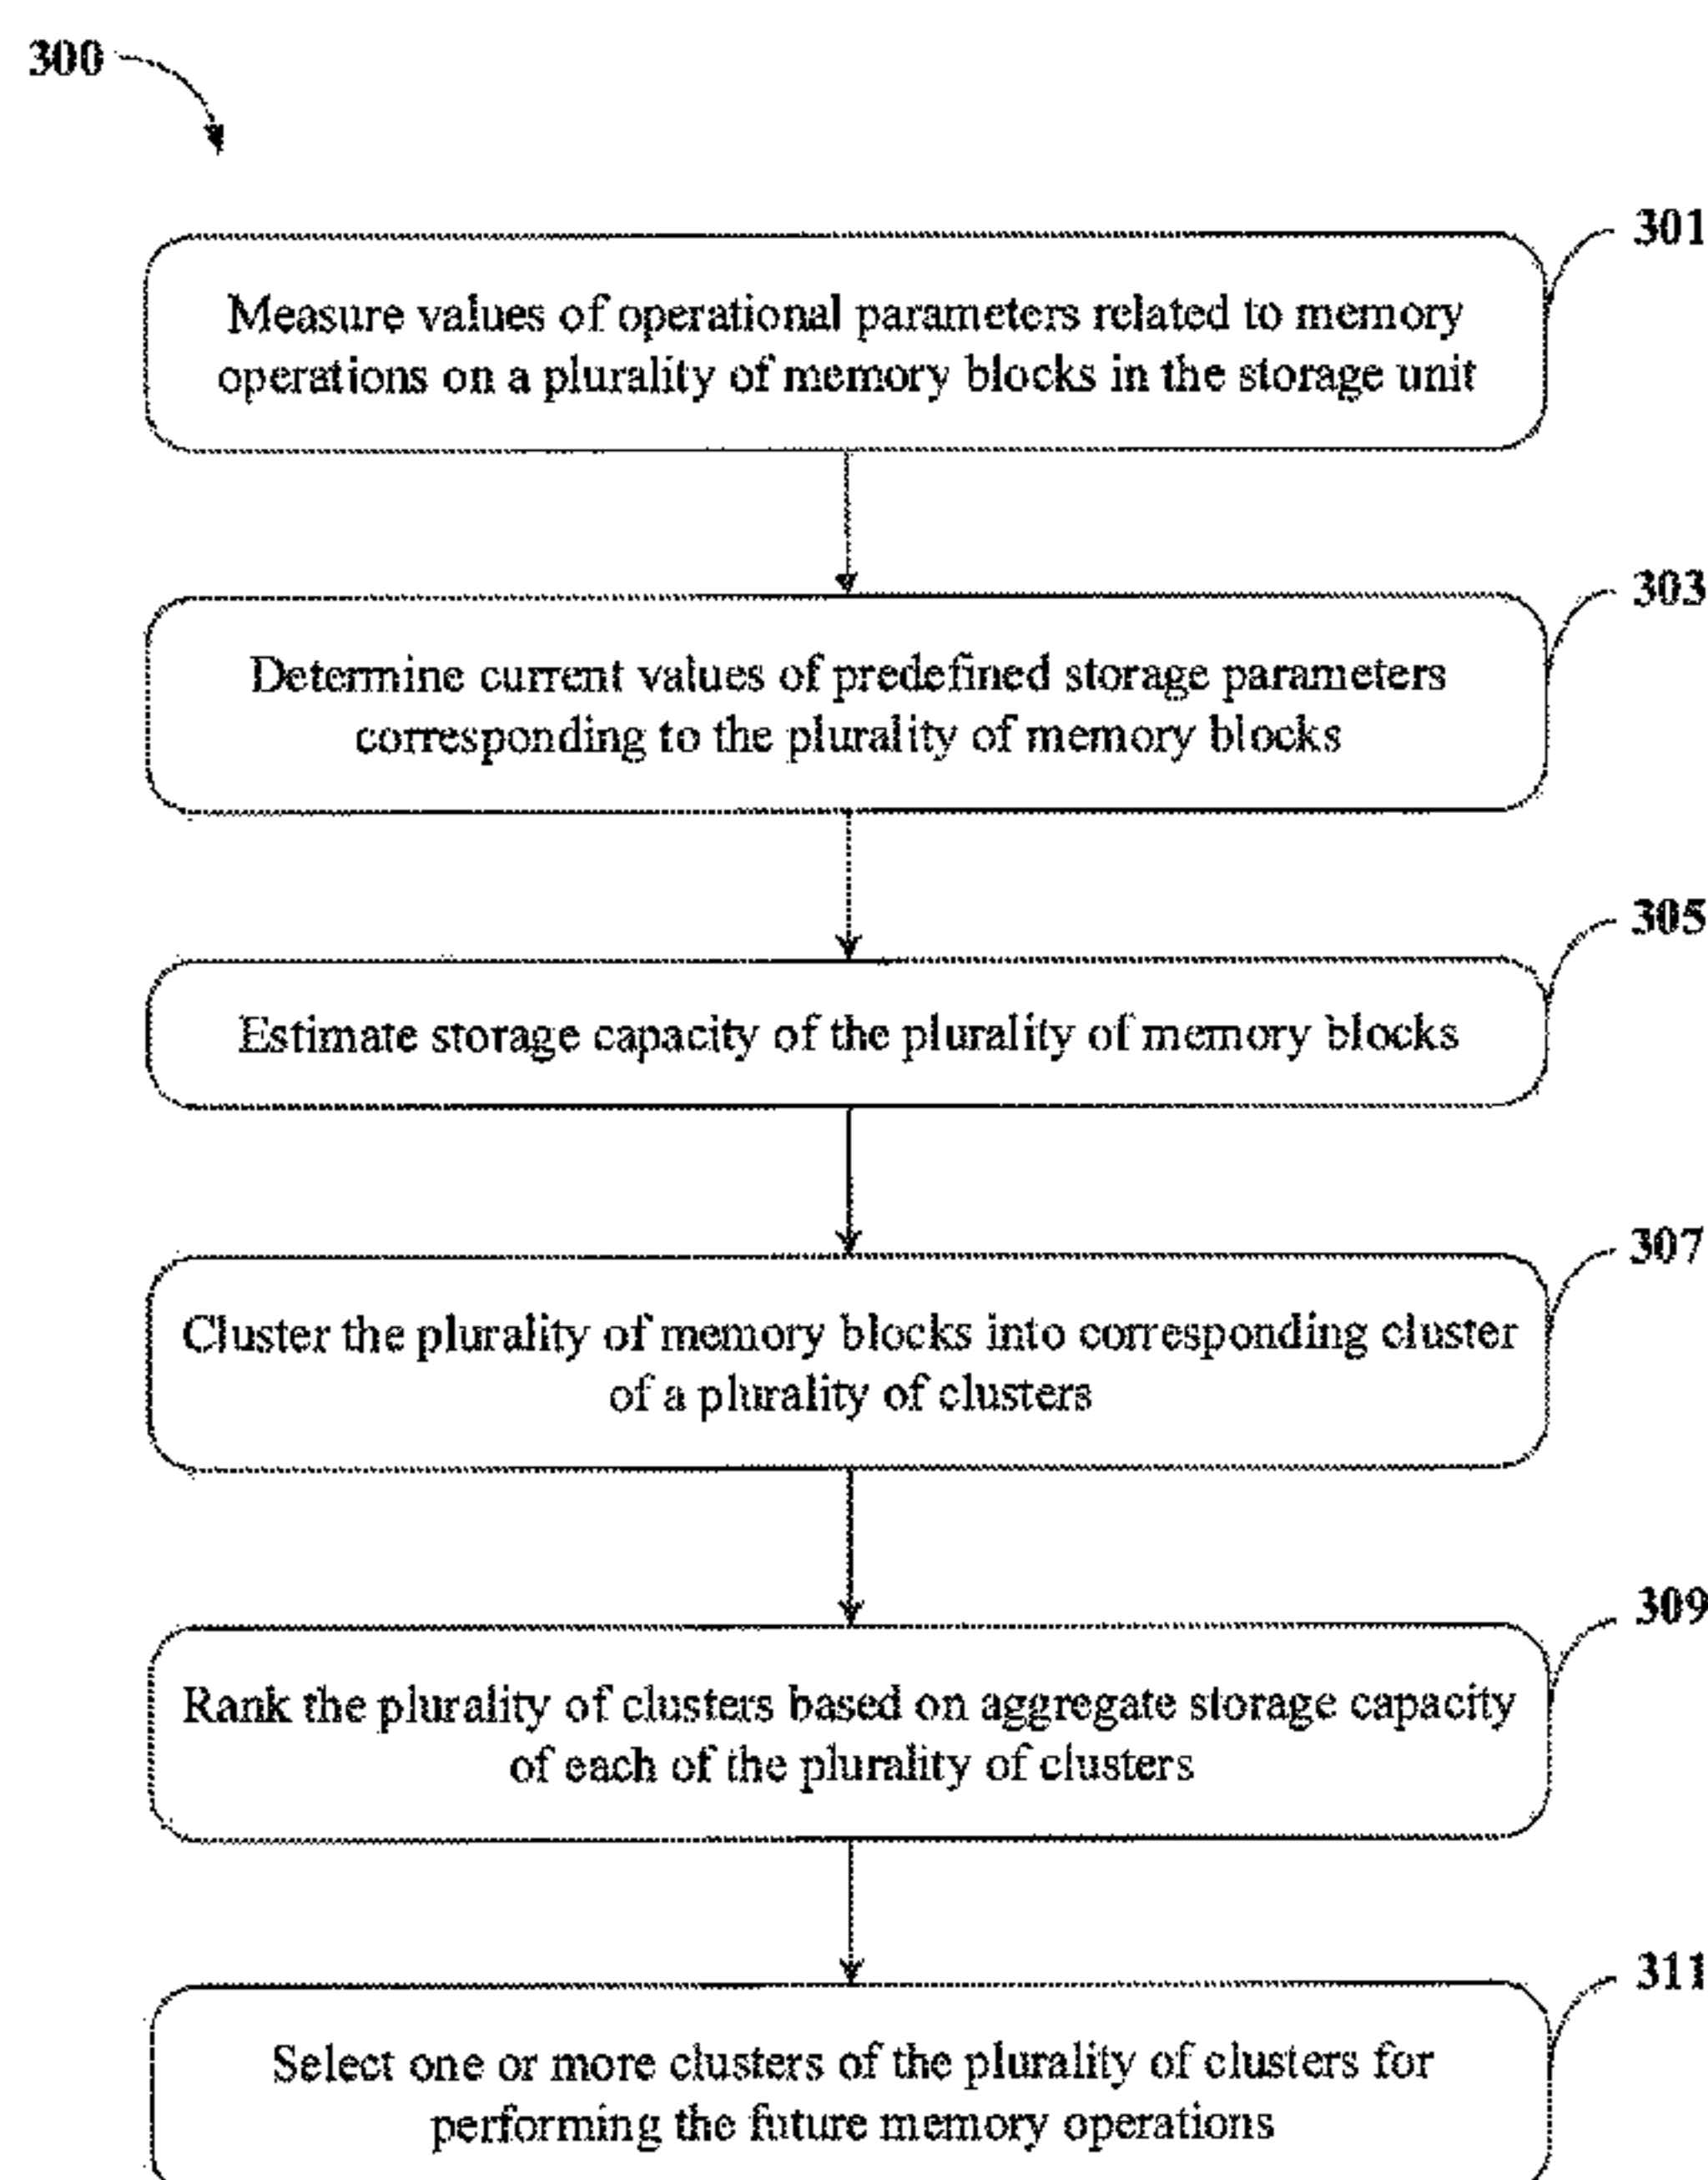 300
301
Measure values of operational parameters related to memory
operations on a plurality of memory blocks in the storage unit
303
Determine current values of predefined storage parameters
corresponding to the plurality of memory blocks
305
Estimate storage capacity of the plurality of memory blocks
307
Cluster the plurality of memory blocks into corresponding cluster
of a plurality of clusters
309
Rank the plurality of clusters based on aggregate storage capacity
of each of the plurality of clusters
311
Select one or more clusters of the plurality of clusters for
performing the future memory operations